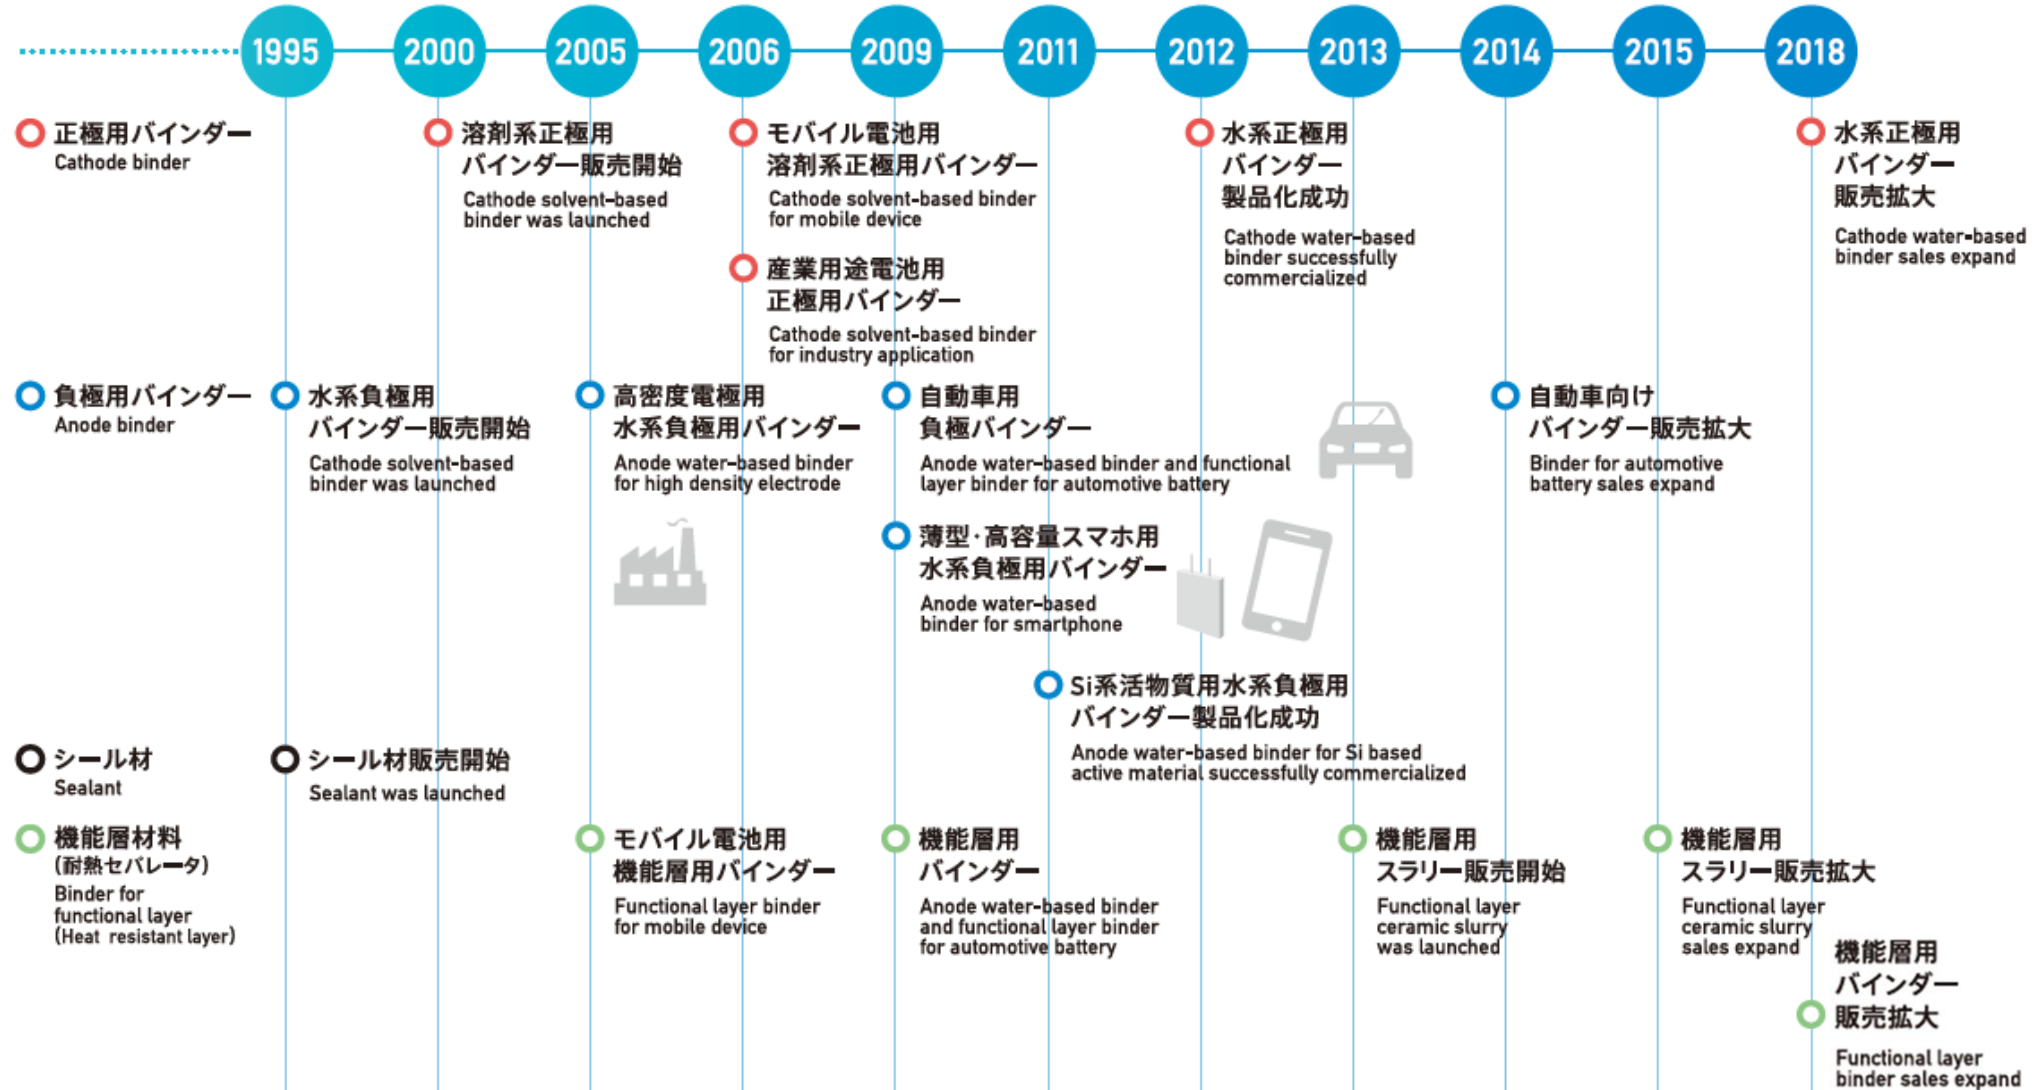 1995
2000
2005
2006
2009
2011
2012
2013
2014
2015
2018
正極用バインダー
Cathode binder
溶剤系正極用
バインダー販売開始
Cathode solvent-based
binder was launched
モバイル電池用
溶剤系正極用バインダー
Cathode solvent-based binder
for mobile device
産業用途電池用
正極用バインダー
Cathode solvent-based binder
for industry application
水系正極用
バインダー
製品化成功
Cathode water-based
binder successfully
commercialized
水系正極用
バインダー
販売拡大
Cathode water-based
binder sales expand
負極用バインダー
Anode binder
水系負極用
バインダー販売開始
Cathode solvent-based
binder was launched
高密度電極用
水系負極用バインダー
Anode water-based binder
for high density electrode
自動車用
負極バインダー
Anode water-based binder and functional
layer binder for automotive battery
薄型·高容量スマホ用
水系負極用バインダー
Anode water-based
binder for smartphone
Si系活物質用水系負極用
バインダー製品化成功
Anode water-based binder for Si based
active material successfully commercialized
自動車向け
バインダー販売拡大
Binder for automotive
battery sales expand
シール材
Sealant
シール材販売開始
Sealant was launched
機能層材料
(耐熱セパレータ)
Binder for
functional layer
(Heat resistant layer)
モバイル電池用
機能層用バインダー
Functional layer binder
for mobile device
機能層用
バインダー
Anode water-based binder
and functional layer binder
for automotive battery
機能層用
スラリー販売開始
Functional layer
ceramic slurry
was launched
機能層用
スラリー販売拡大
Functional layer
ceramic slurry
sales expand
機能層用
バインダー
販売拡大
Functional layer
binder sales expand